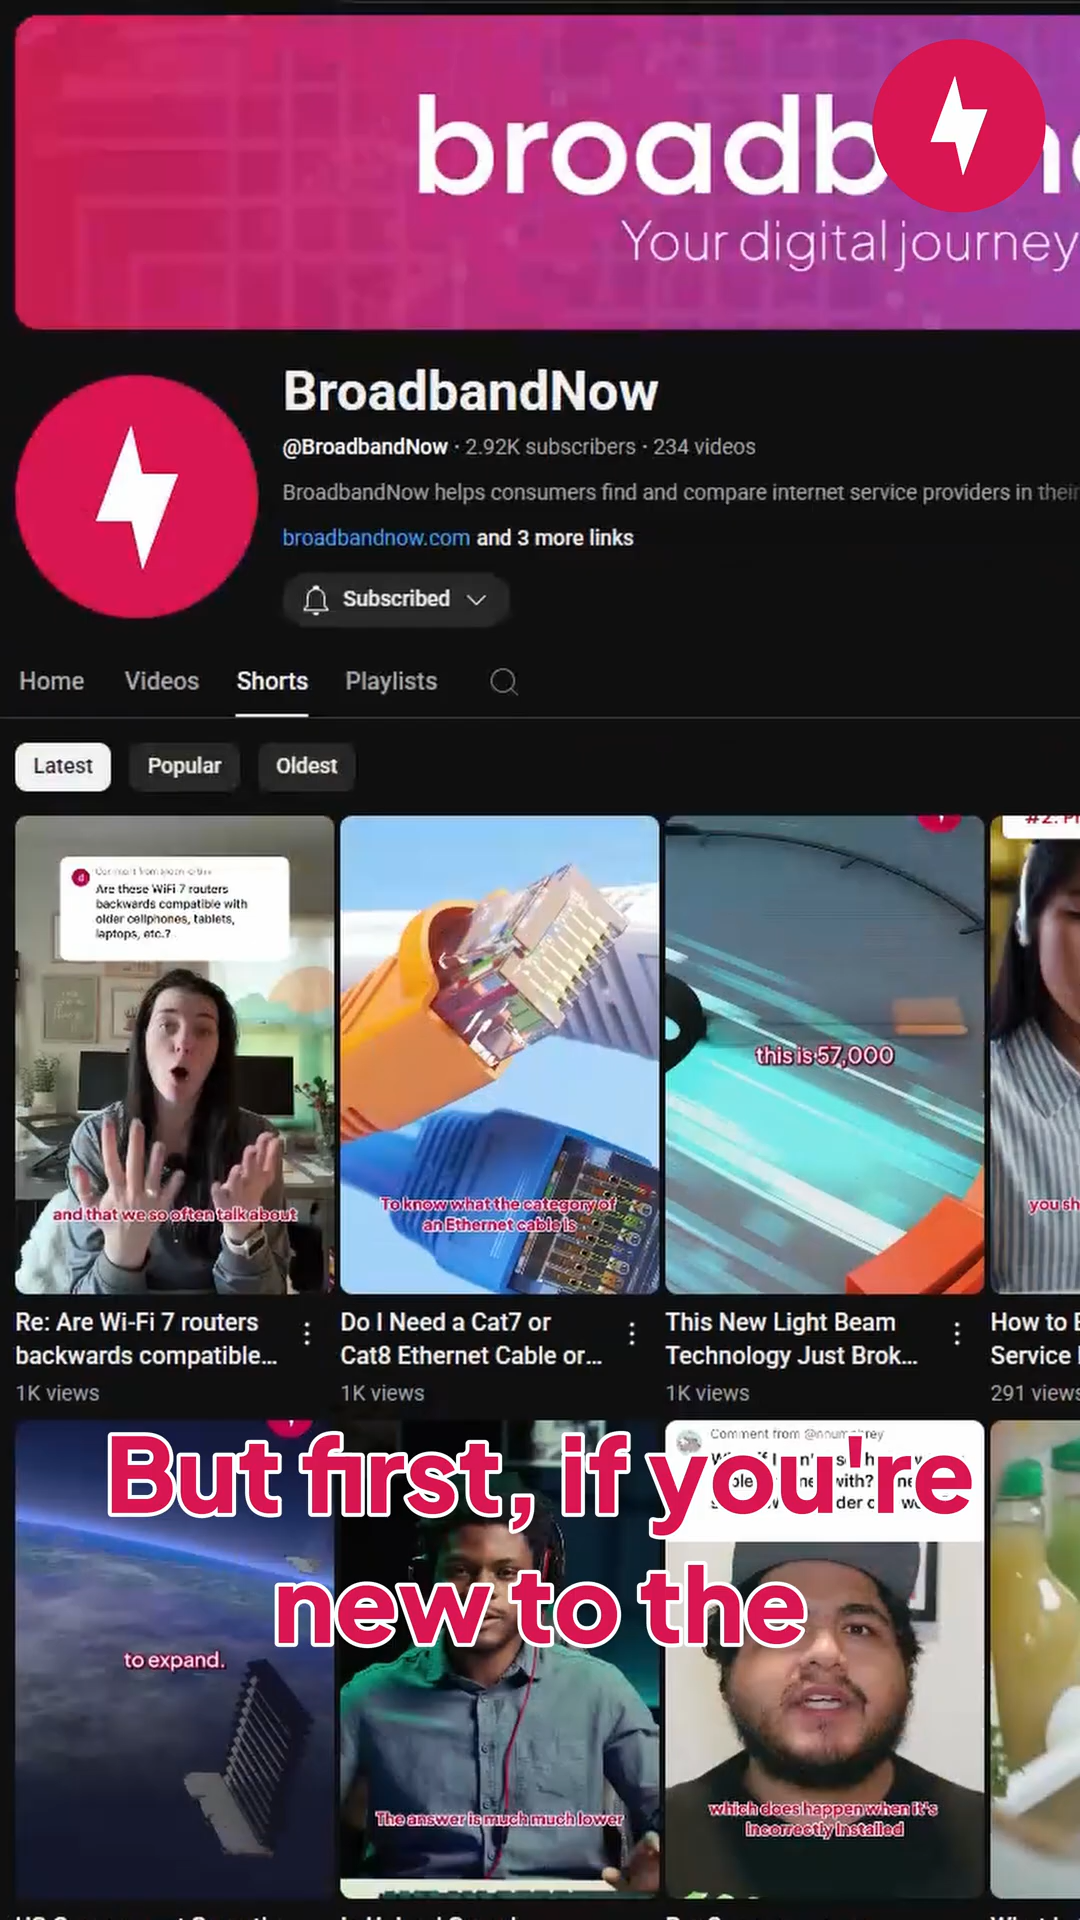 broadb
Your digital journey
BroadbandNow
@BroadbandNow · 2.92K subscribers · 234 videos
BroadbandNow helps consumers find and compare internet service providers in their
broadbandnow.com and 3 more links
Subscribed
Home Videos Shorts Playlists
Latest Popular Oldest
Are these WiFi 7 routers
backwards compatible with
older cellphones, tablets,
laptops, etc.?
and that we so often talk about
To know what the category of
an Ethernet cable is
this is 57,000
#2:
you
Re: Are Wi-Fi 7 routers
backwards compatible...
1K views
Do I Need a Cat7 or
Cat8 Ethernet Cable or...
1K views
This New Light Beam
Technology Just Brok...
1K views
How to
Service
291 views
Comment from
But first, if you're
new to the
to expand.
The answer is much much lower
which does happen when it's
incorrectly installed